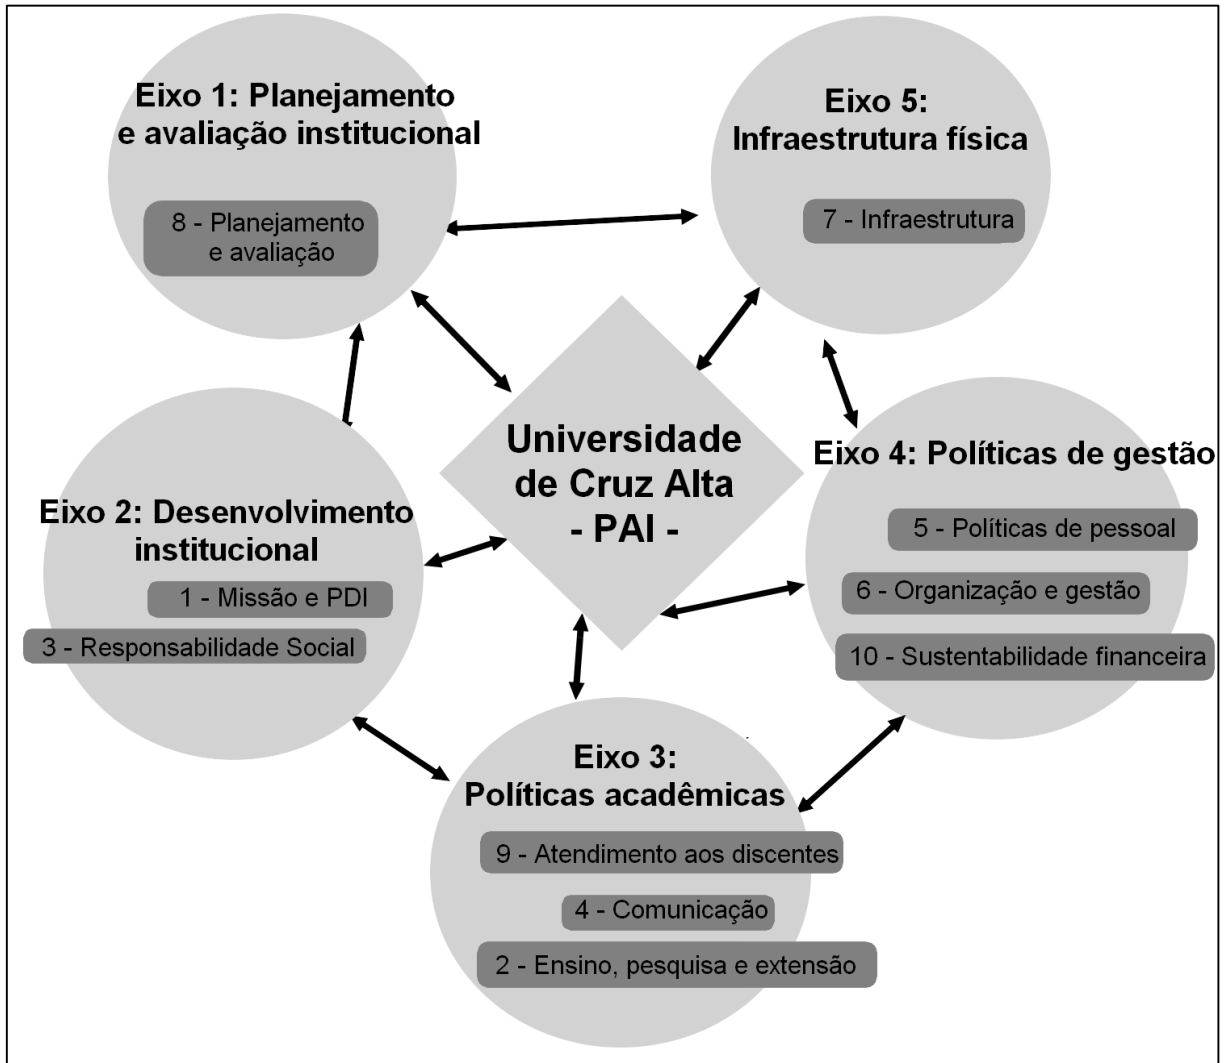 Eixo 1: Planejamento
e avaliação institucional
8 - Planejamento
e avaliação
Eixo 5:
Infraestrutura física
7 - Infraestrutura
Universidade
de Cruz Alta
- PAI -
Eixo 2: Desenvolvimento
institucional
1 - Missão e PDI
3 - Responsabilidade Social
Eixo 4: Políticas de gestão
5 - Políticas de pessoal
6 - Organização e gestão
10 - Sustentabilidade financeira
Eixo 3:
Políticas acadêmicas
9 - Atendimento aos discentes
4 - Comunicação
2 - Ensino, pesquisa e extensão